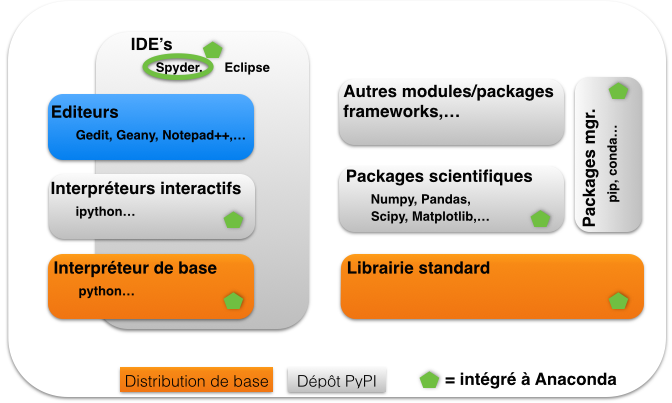 IDE's
Spyder. Eclipse
Editeurs
Gedit, Geany, Notepad++,...
Interpréteurs interactifs
ipython...
Interpréteur de base
python...
Autres modules/packages
frameworks,...
Packages scientifiques
Numpy, Pandas,
Scipy, Matplotlib,...
Packages mgr.
pip, conda...
Librairie standard
Distribution de base
Dépôt PyPI
= intégré à Anaconda